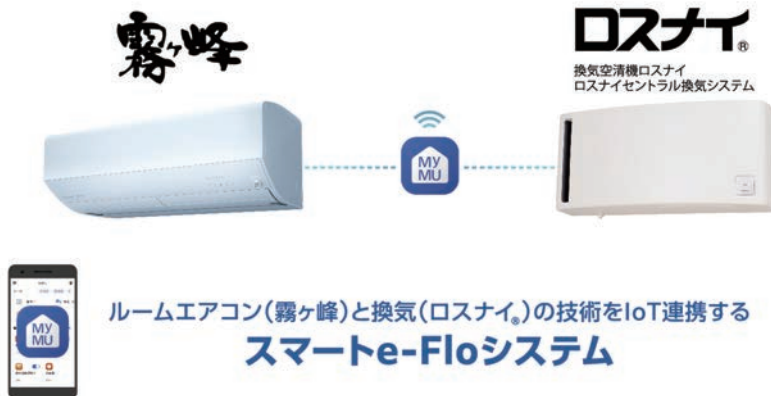 霧ヶ峰
ロスナイ®
換気空清機ロスナイ
ロスナイセントラル換気システム
MY
MU
MY
MU
ルームエアコン(霧ヶ峰)と換気(ロスナイ®)の技術をIoT連携する
スマートe-Floシステム